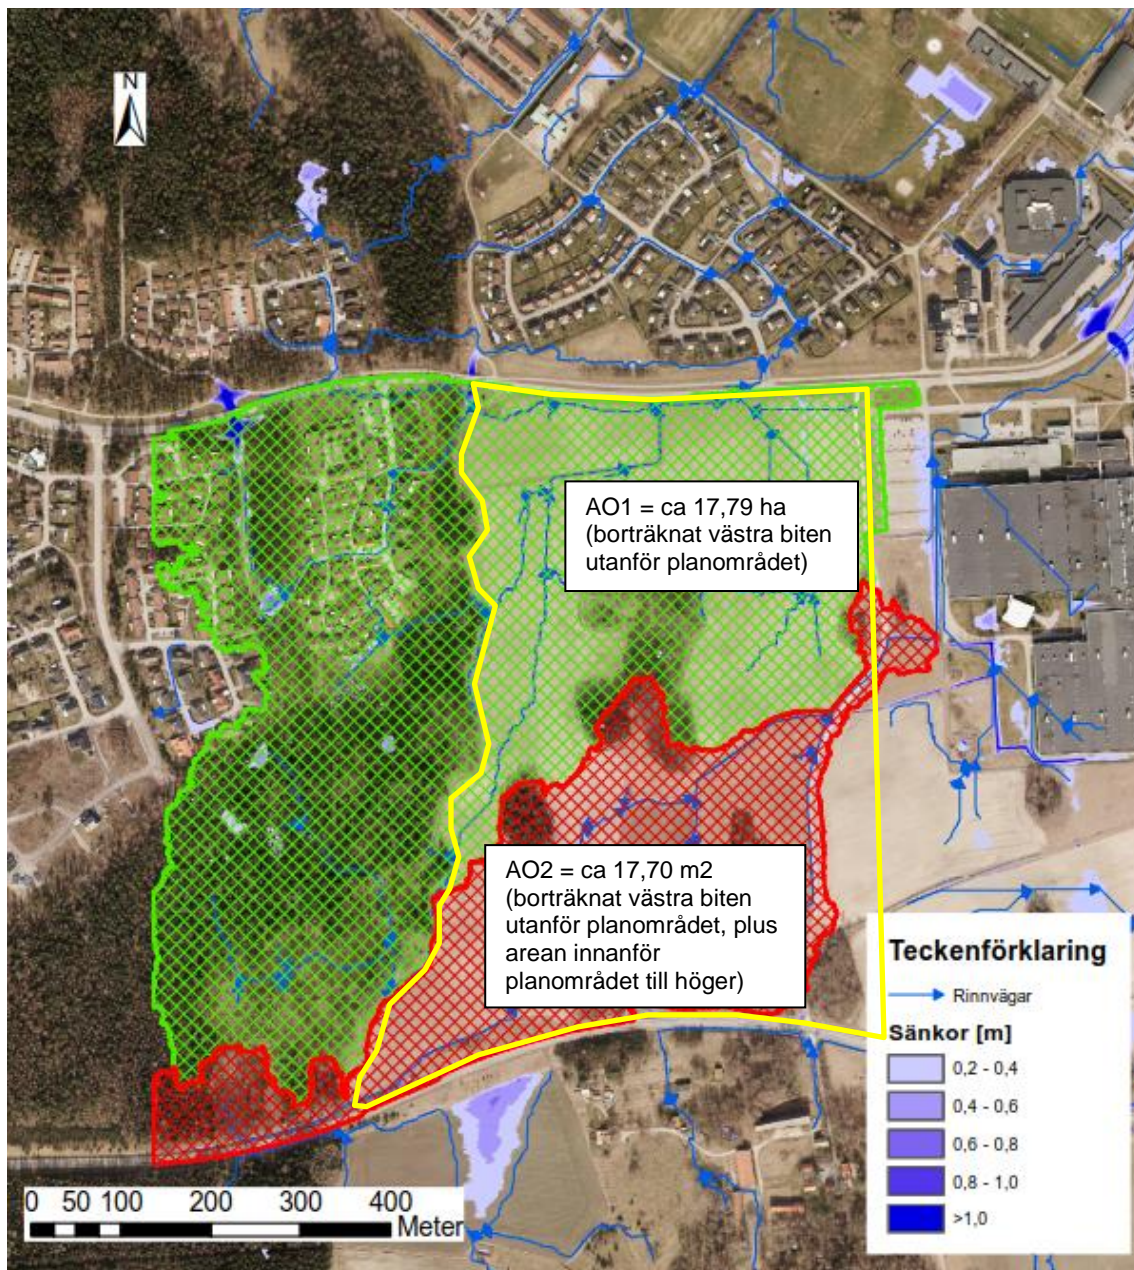 N
AO1 = ca 17,79 ha
(borträknat västra biten
utanför planområdet)
AO2 = ca 17,70 m2
(borträknat västra biten
utanför planområdet, plus
arean innanför
planområdet till höger)
Teckenförklaring
Rinnvägar
Sänkor [m]
0,2 - 0,4
0,4 - 0,6
0,6 - 0,8
0,8 - 1,0
>1,0
0 50 100 200 300 400
Meter